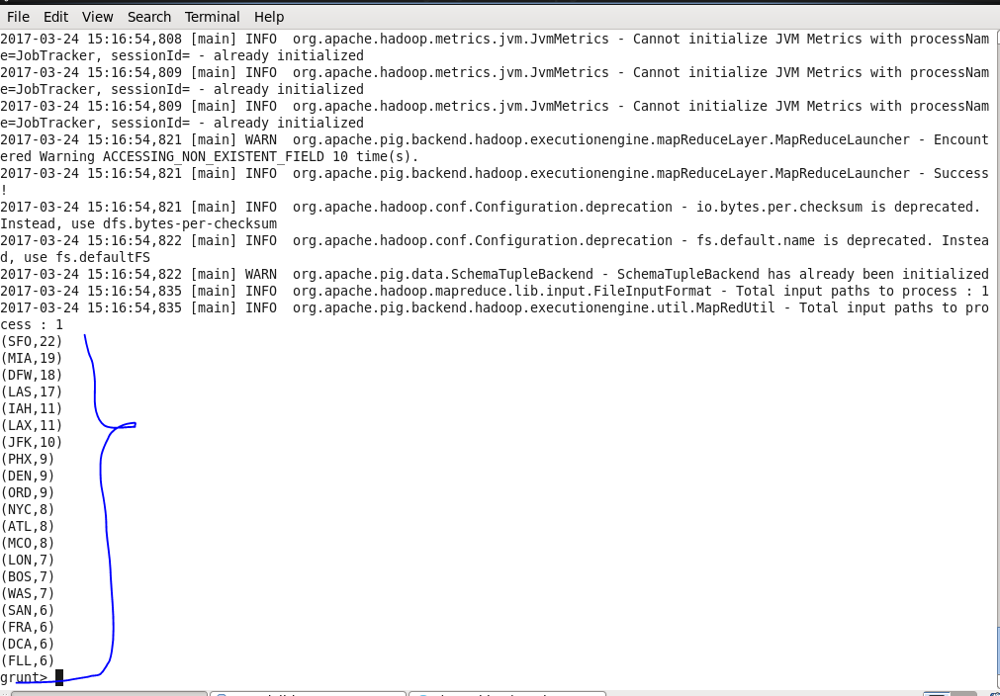 File Edit View Search Terminal Help
2017-03-24 15:16:54,808 [main] INFO  org.apache.hadoop.metrics.jvm.JvmMetrics - Cannot initialize JVM Metrics with processNam
e=JobTracker, sessionId= - already initialized
2017-03-24 15:16:54,809 [main] INFO  org.apache.hadoop.metrics.jvm.JvmMetrics - Cannot initialize JVM Metrics with processNam
e=JobTracker, sessionId= - already initialized
2017-03-24 15:16:54,809 [main] INFO  org.apache.hadoop.metrics.jvm.JvmMetrics - Cannot initialize JVM Metrics with processNam
e=JobTracker, sessionId= - already initialized
2017-03-24 15:16:54,821 [main] WARN  org.apache.pig.backend.hadoop.executionengine.mapReduceLayer.MapReduceLauncher - Encount
ered Warning ACCESSING_NON_EXISTENT_FIELD 10 time(s).
2017-03-24 15:16:54,821 [main] INFO  org.apache.pig.backend.hadoop.executionengine.mapReduceLayer.MapReduceLauncher - Success
!
2017-03-24 15:16:54,821 [main] INFO  org.apache.hadoop.conf.Configuration.deprecation - io.bytes.per.checksum is deprecated.
Instead, use dfs.bytes-per-checksum
2017-03-24 15:16:54,822 [main] INFO  org.apache.hadoop.conf.Configuration.deprecation - fs.default.name is deprecated. Instea
d, use fs.defaultFS
2017-03-24 15:16:54,822 [main] WARN  org.apache.pig.data.SchemaTupleBackend - SchemaTupleBackend has already been initialized
2017-03-24 15:16:54,835 [main] INFO  org.apache.hadoop.mapreduce.lib.input.FileInputFormat - Total input paths to process : 1
2017-03-24 15:16:54,835 [main] INFO  org.apache.pig.backend.hadoop.executionengine.util.MapRedUtil - Total input paths to pro
cess : 1
(SFO,22)
(MIA,19)
(DFW,18)
(LAS,17)
(IAH,11)
(LAX,11)
(JFK,10)
(PHX,9)
(DEN,9)
(ORD,9)
(NYC,8)
(ATL,8)
(MCO,8)
(LON,7)
(BOS,7)
(WAS,7)
(SAN,6)
(FRA,6)
(DCA,6)
(FLL,6)
grunt>